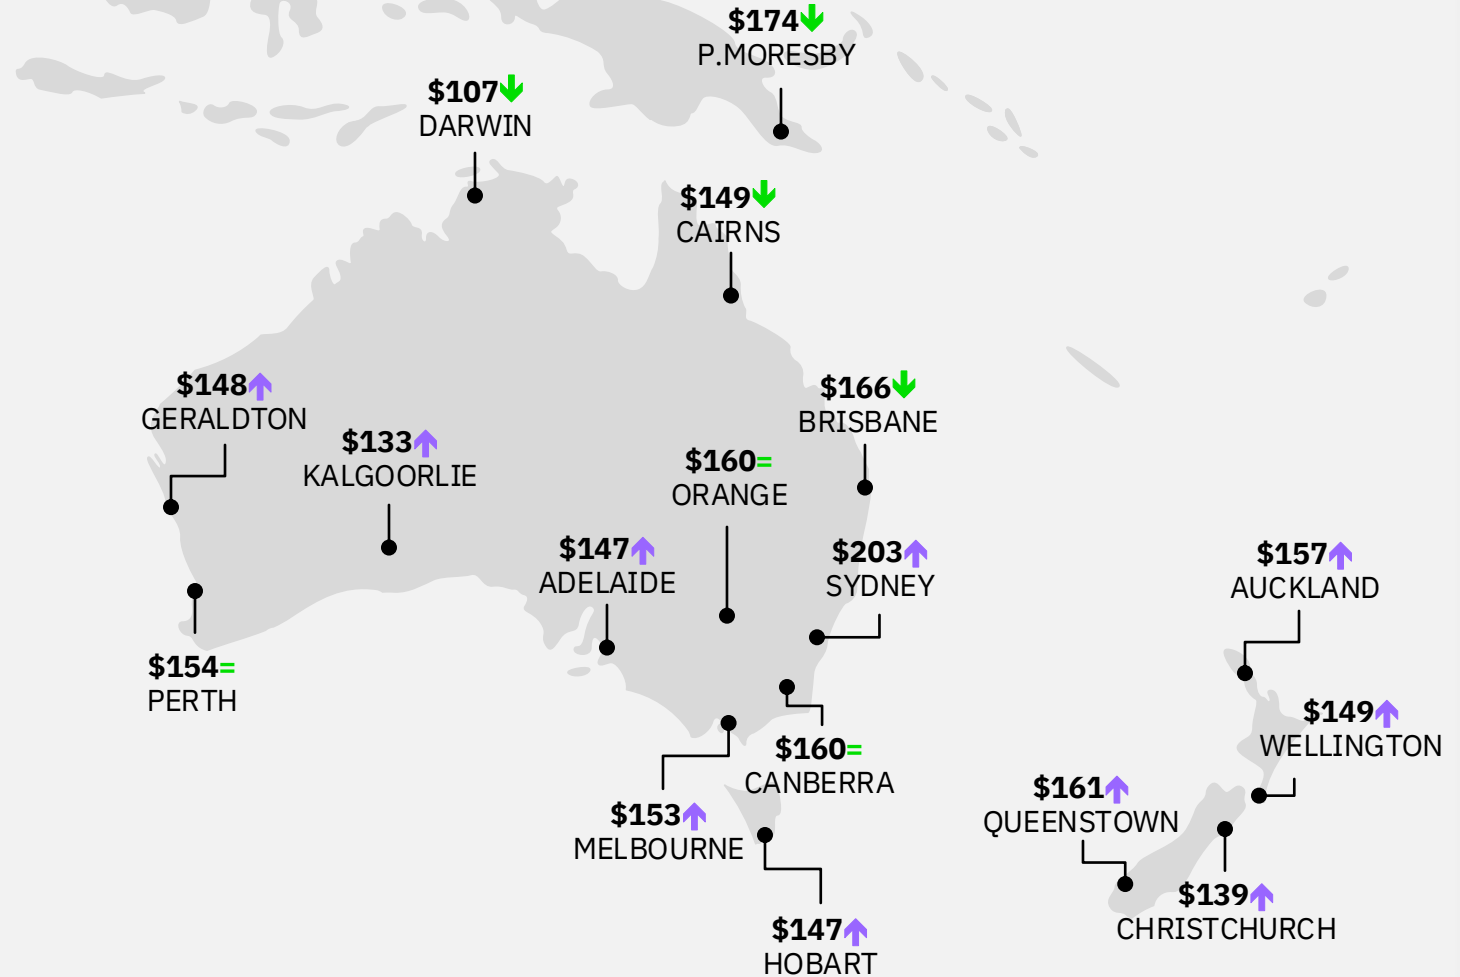 $174↓
P.MORESBY
$107↓
DARWIN
$149↓
CAIRNS
$148↑
GERALDTON
$133↑
KALGOORLIE
$166↓
BRISBANE
$160=
ORANGE
$147↑
ADELAIDE
$203↑
SYDNEY
$157↑
AUCKLAND
$154=
PERTH
$149↑
WELLINGTON
$160=
CANBERRA
$161↑
QUEENSTOWN
$153↑
MELBOURNE
$139↑
CHRISTCHURCH
$147↑
HOBART